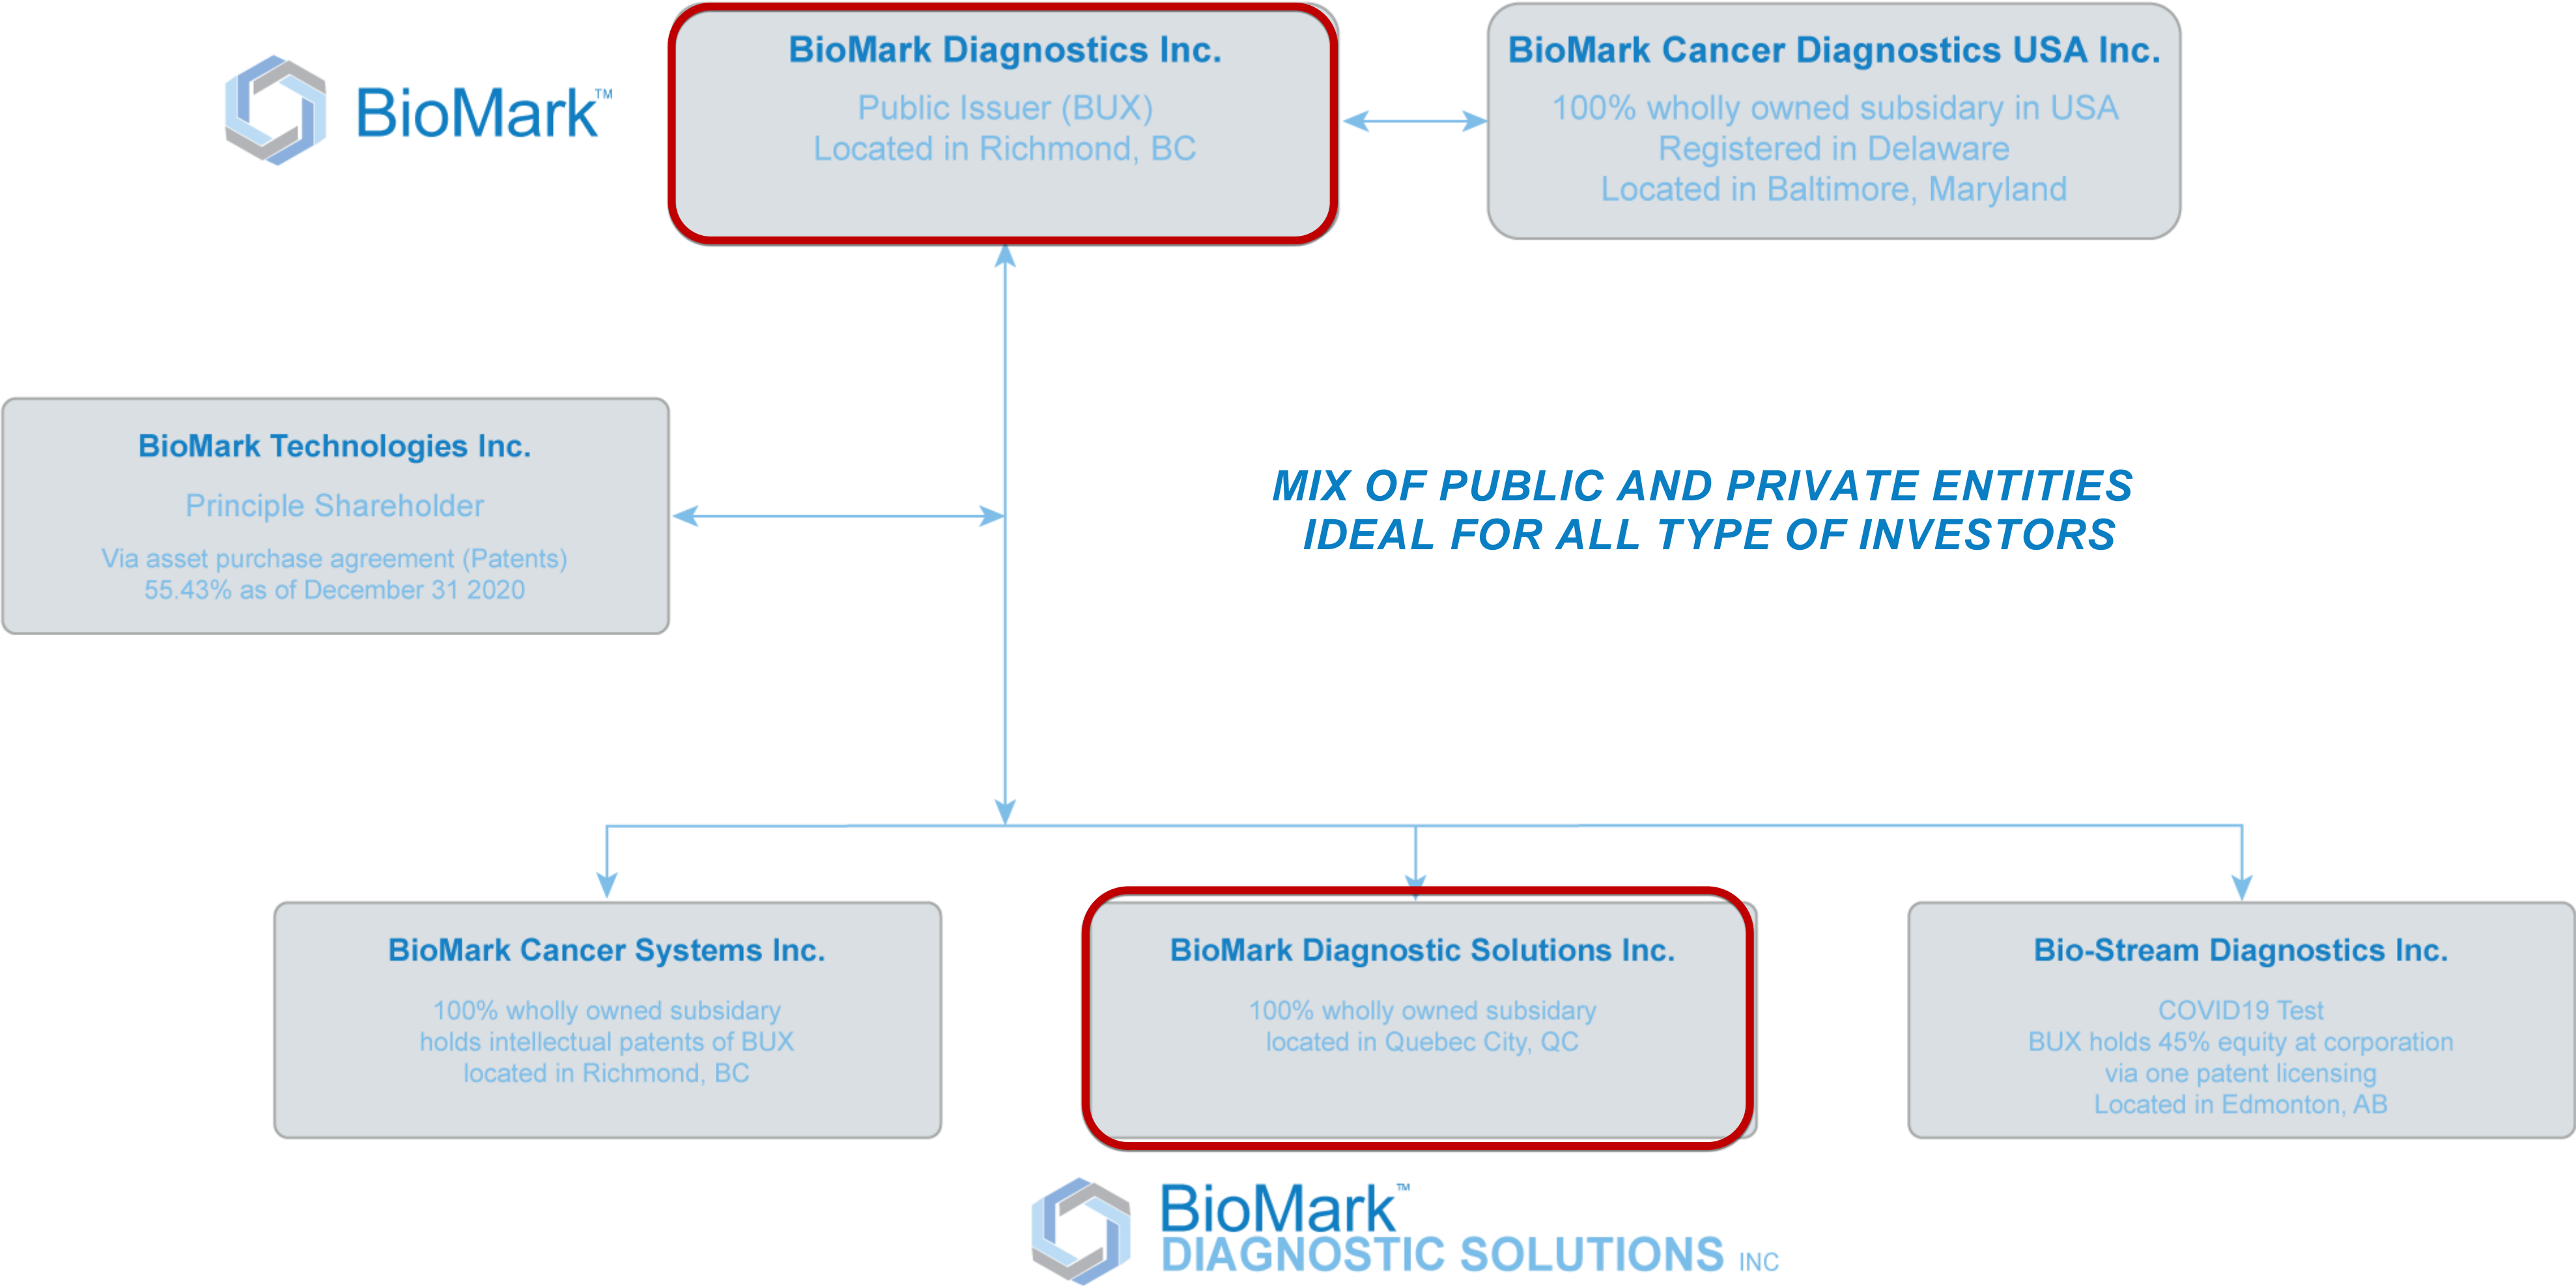 BioMark™
BioMark Diagnostics Inc.
Public Issuer (BUX)
Located in Richmond, BC
BioMark Cancer Diagnostics USA Inc.
100% wholly owned subsidary in USA
Registered in Delaware
Located in Baltimore, Maryland
BioMark Technologies Inc.
Principle Shareholder
Via asset purchase agreement (Patents)
55.43% as of December 31 2020
MIX OF PUBLIC AND PRIVATE ENTITIES
IDEAL FOR ALL TYPE OF INVESTORS
BioMark Cancer Systems Inc.
100% wholly owned subsidary
holds intellectual patents of BUX
located in Richmond, BC
BioMark Diagnostic Solutions Inc.
100% wholly owned subsidary
located in Quebec City, QC
Bio-Stream Diagnostics Inc.
COVID19 Test
BUX holds 45% equity at corporation
via one patent licensing
Located in Edmonton, AB
BioMark™
DIAGNOSTIC SOLUTIONS INC